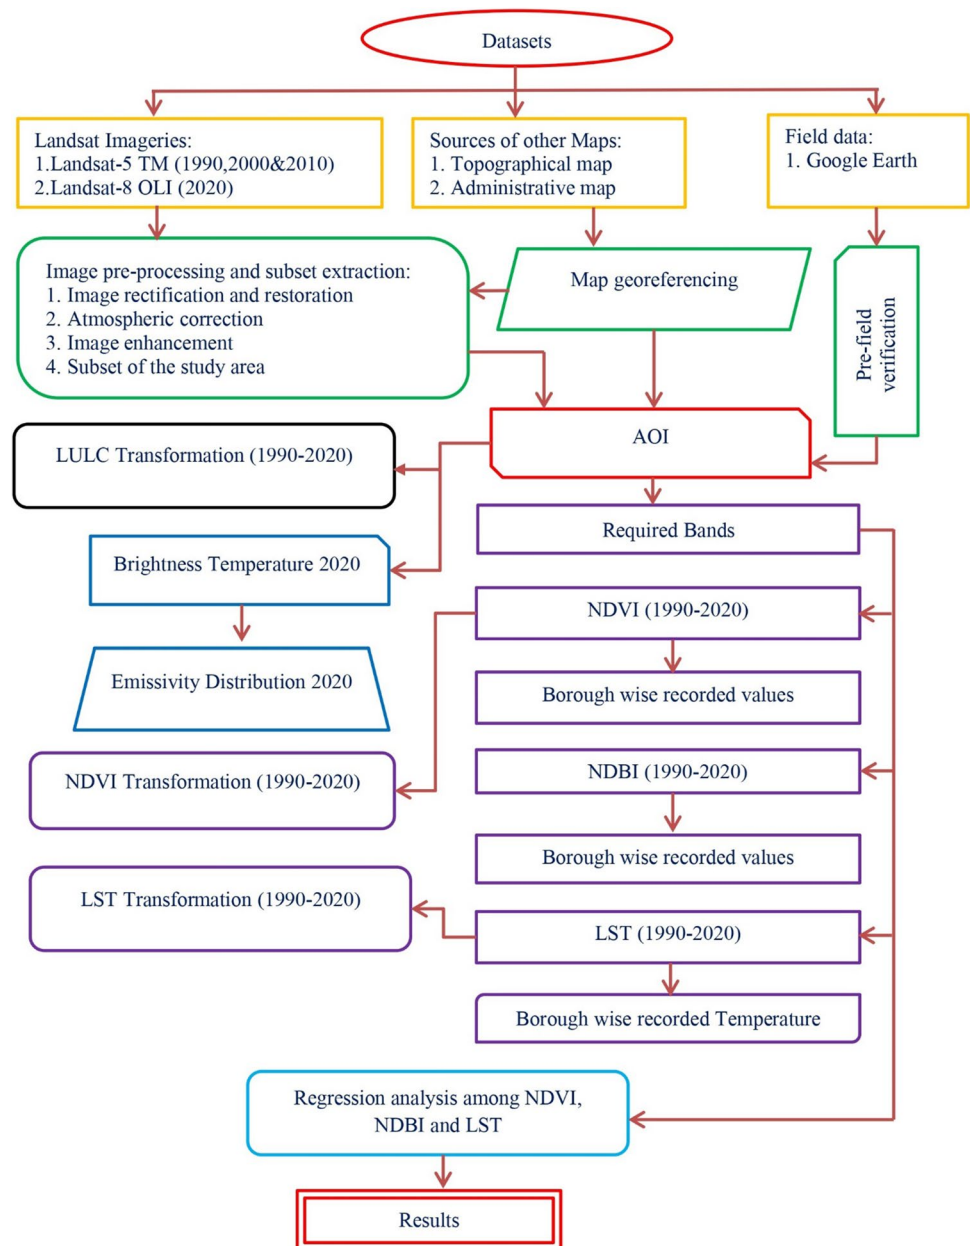 Datasets
Landsat Imageries:
1.Landsat-5 TM (1990,2000&2010)
2.Landsat-8 OLI (2020)
Sources of other Maps:
1. Topographical map
2. Administrative map
Field data:
1. Google Earth
Image pre-processing and subset extraction:
1. Image rectification and restoration
2. Atmospheric correction
3. Image enhancement
4. Subset of the study area
Map georeferencing
Pre-field
verification
AOI
LULC Transformation (1990-2020)
Required Bands
Brightness Temperature 2020
NDVI (1990-2020)
Emissivity Distribution 2020
Borough wise recorded values
NDVI Transformation (1990-2020)
NDBI (1990-2020)
Borough wise recorded values
LST Transformation (1990-2020)
LST (1990-2020)
Borough wise recorded Temperature
Regression analysis among NDVI,
NDBI and LST
Results